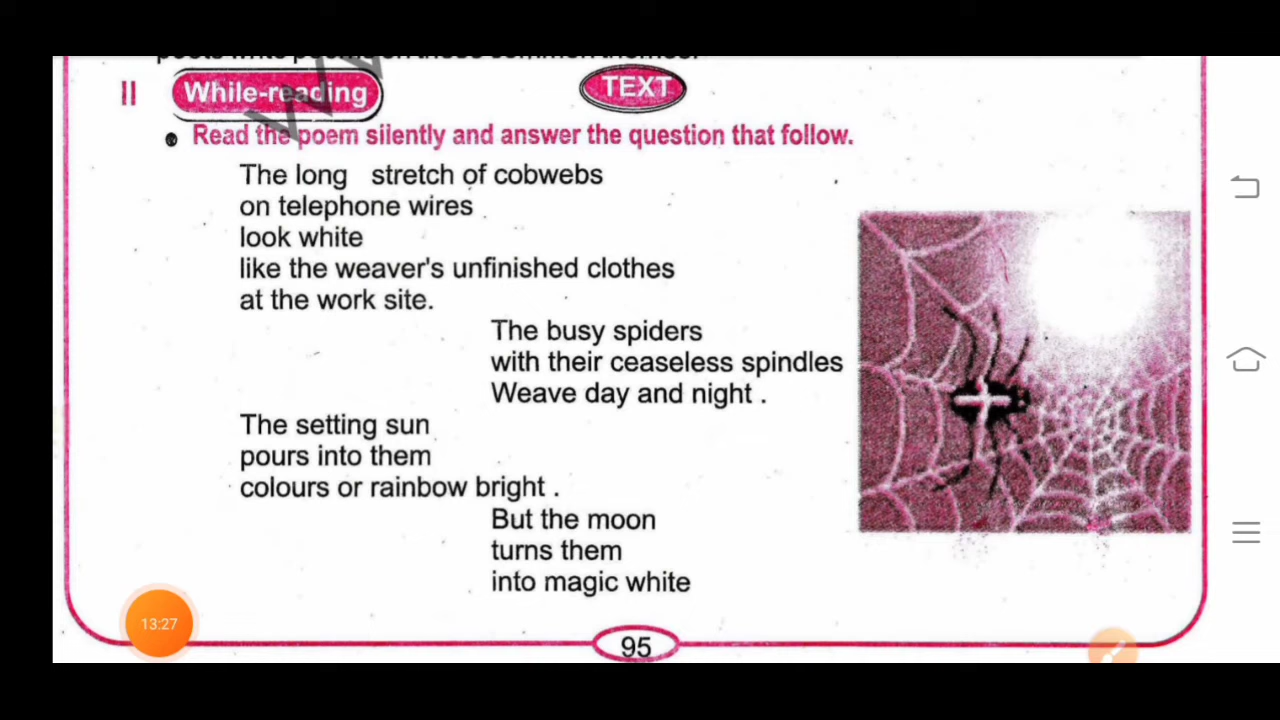 II While-reading TEXT
• Read the poem silently and answer the question that follow.
The long stretch of cobwebs
on telephone wires
look white
like the weaver's unfinished clothes
at the work site.
The busy spiders
with their ceaseless spindles
Weave day and night .
The setting sun
pours into them
colours or rainbow bright .
But the moon
turns them
into magic white
13:27
95